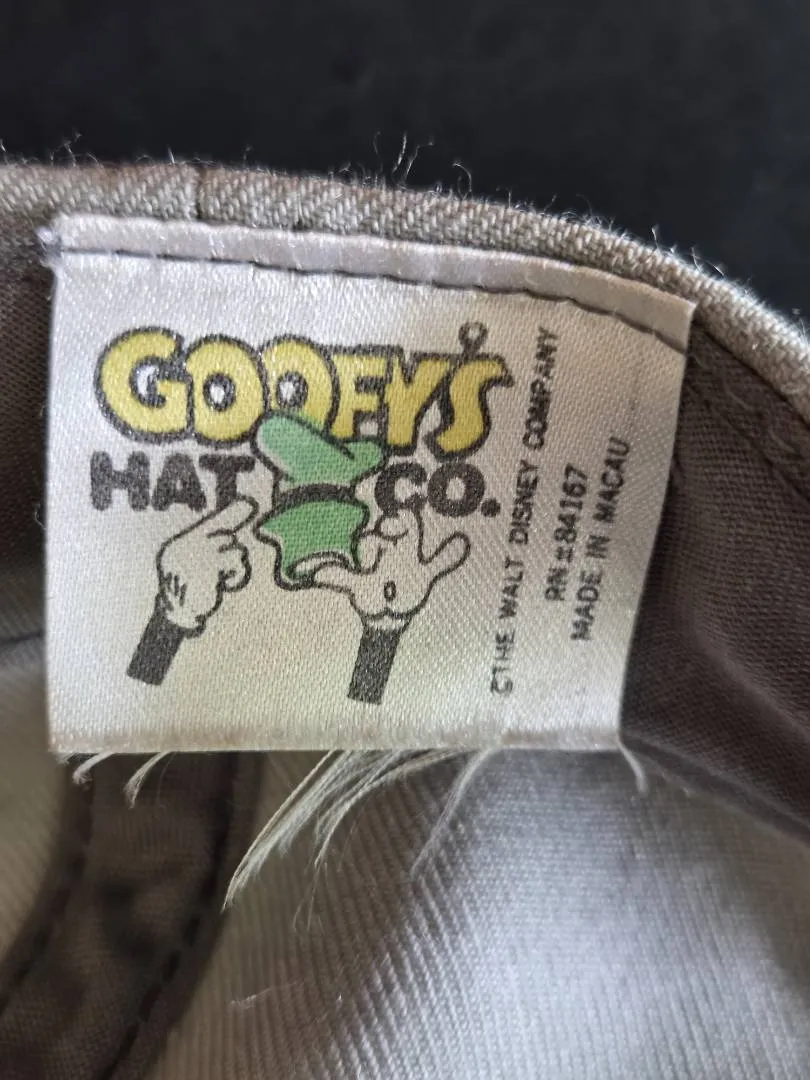 GOOFY'S
HAT CO.
©THE WALT DISNEY COMPANY
RN±84167
MADE IN MACAU